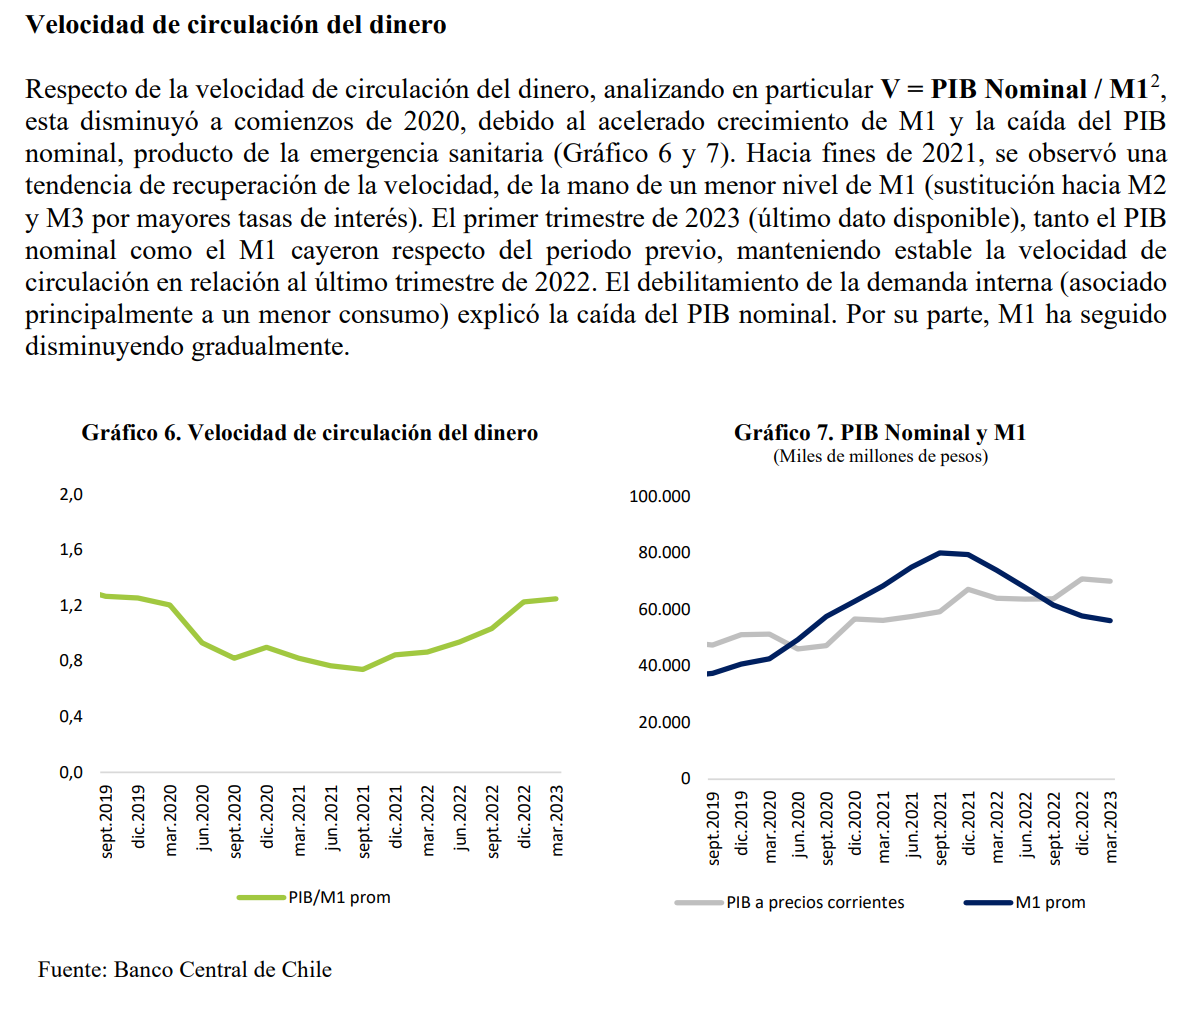 Velocidad de circulación del dinero
Respecto de la velocidad de circulación del dinero, analizando en particular V = PIB Nominal / M1²,
esta disminuyó a comienzos de 2020, debido al acelerado crecimiento de M1 y la caída del PIB
nominal, producto de la emergencia sanitaria (Gráfico 6 y 7). Hacia fines de 2021, se observó una
tendencia de recuperación de la velocidad, de la mano de un menor nivel de M1 (sustitución hacia M2
y M3 por mayores tasas de interés). El primer trimestre de 2023 (último dato disponible), tanto el PIB
nominal como el M1 cayeron respecto del periodo previo, manteniendo estable la velocidad de
circulación en relación al último trimestre de 2022. El debilitamiento de la demanda interna (asociado
principalmente a un menor consumo) explicó la caída del PIB nominal. Por su parte, M1 ha seguido
disminuyendo gradualmente.
Gráfico 6. Velocidad de circulación del dinero
2,0
1,6
1,2
0,8
0,4
0,0
sept.2019
dic.2019
mar.2020
jun.2020
sept.2020
dic.2020
mar.2021
jun.2021
sept.2021
dic.2021
mar.2022
jun.2022
sept.2022
dic.2022
mar.2023
PIB/M1 prom
Gráfico 7. PIB Nominal y M1
(Miles de millones de pesos)
100.000
80.000
60.000
40.000
20.000
0
sept.2019
dic.2019
mar.2020
jun.2020
sept.2020
dic.2020
mar.2021
jun.2021
sept.2021
dic.2021
mar.2022
jun.2022
sept.2022
dic.2022
mar.2023
PIB a precios corrientes
M1 prom
Fuente: Banco Central de Chile